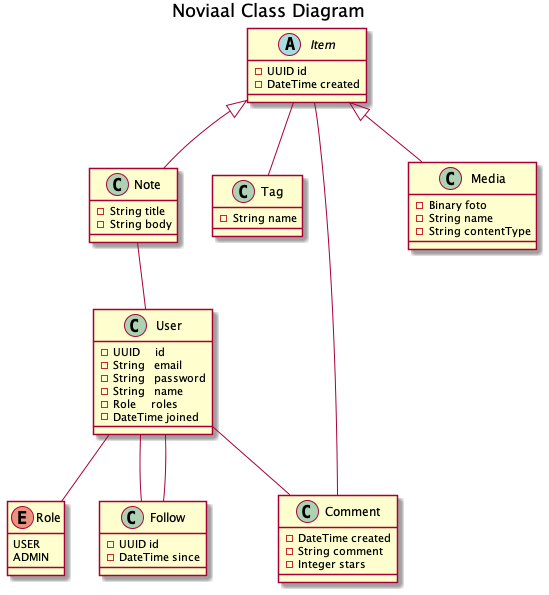 Noviaal Class Diagram
A Item
UUID id
DateTime created
C Note
String title
String body
C Tag
String name
C Media
Binary foto
String name
String contentType
C User
UUID id
String email
String password
String name
Role roles
DateTime joined
E Role
USER
ADMIN
C Follow
UUID id
DateTime since
C Comment
DateTime created
String comment
Integer stars